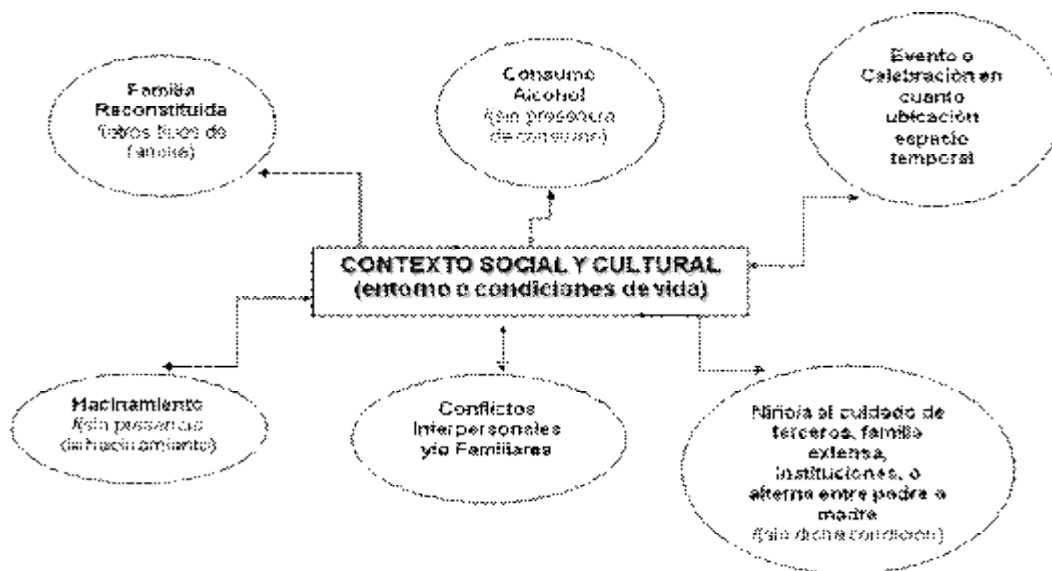 Familia
Reconstituida
/(otros tipos de
familia)
Consumo
Alcohol
/(sin presencia
de consumo)
Evento o
Celebración en
cuanto
ubicación
espacio
temporal
CONTEXTO SOCIAL Y CULTURAL
(entorno o condiciones de vida)
Hacinamiento
/(sin presencia
de hacinamiento)
Conflictos
Interpersonales
y/o Familiares
Niño/a al cuidado de
terceros, familia
extensa,
instituciones, o
alterna entre padre o
madre
/(sin dicha condición)